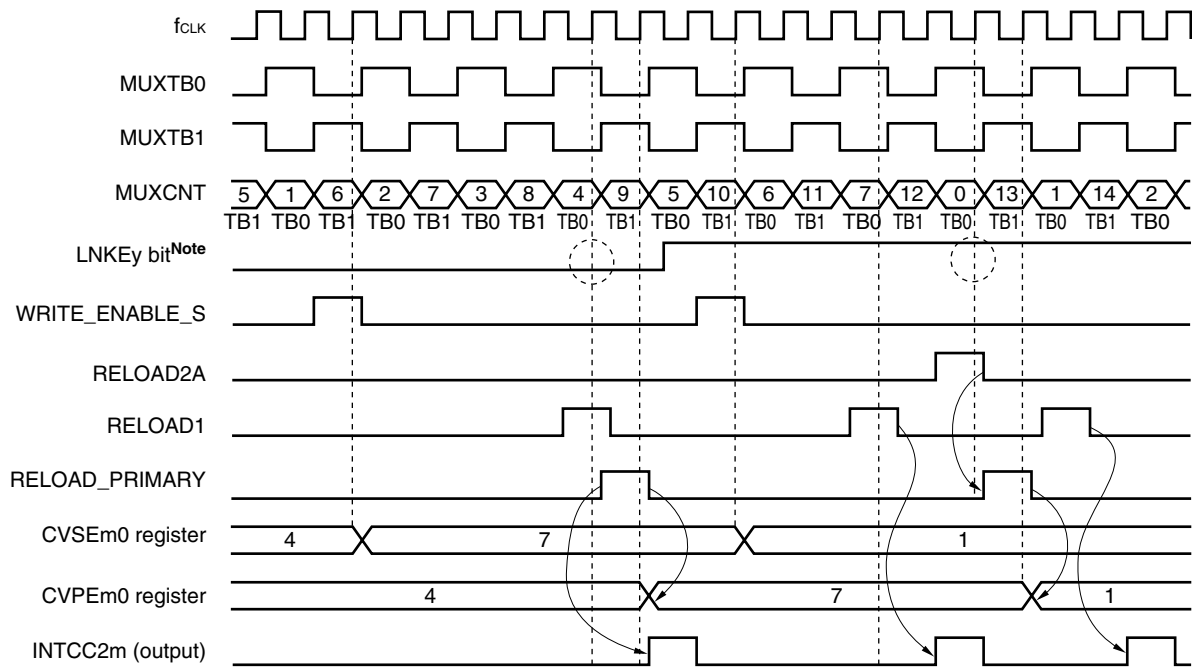 fCLK
MUXTB0
MUXTB1
MUXCNT 5 1 6 2 7 3 8 4 9 5 10 6 11 7 12 0 13 1 14 2
TB1 TB0 TB1 TB0 TB1 TB0 TB1 TB0 TB1 TB0 TB1 TB0 TB1 TB0 TB1 TB0 TB1 TB0 TB1 TB0
LNKEy bitNote
WRITE_ENABLE_S
RELOAD2A
RELOAD1
RELOAD_PRIMARY
CVSEm0 register 4 7 1
CVPEm0 register 4 7 1
INTCC2m (output)